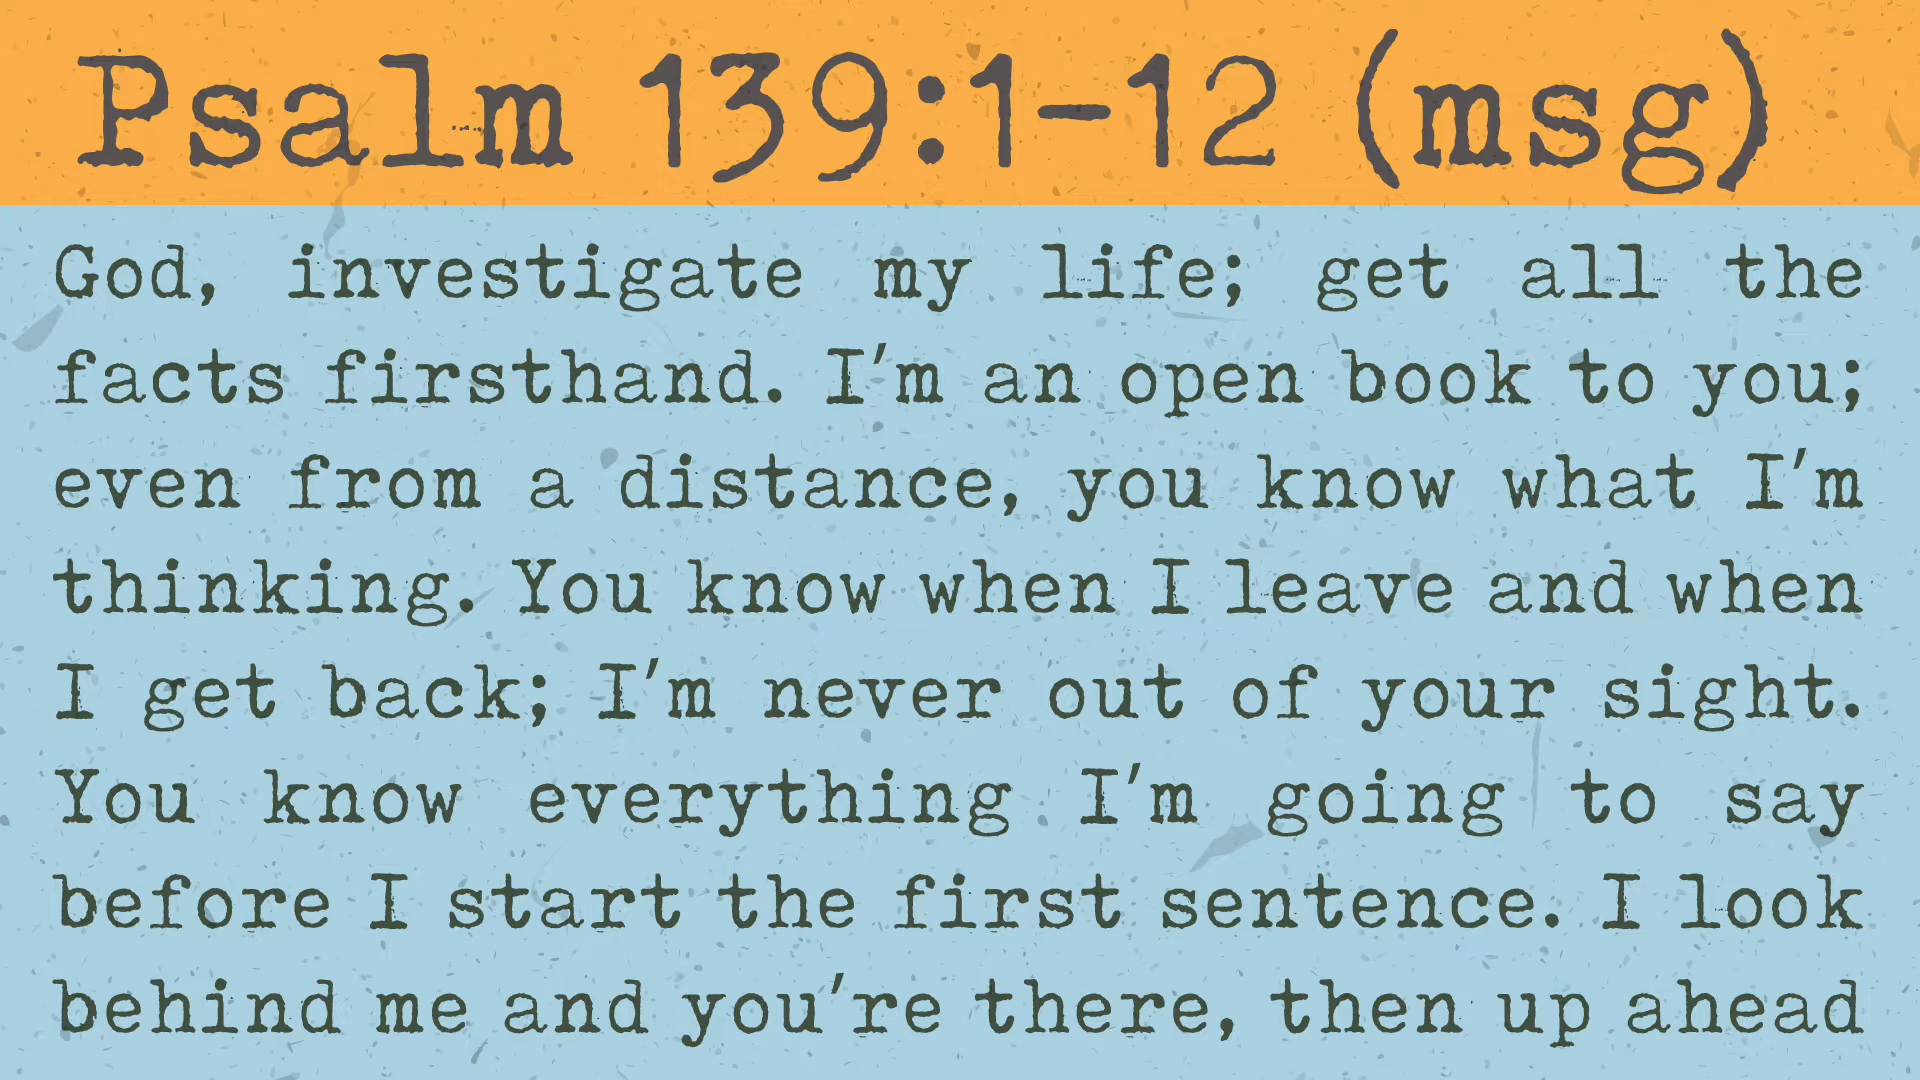 Psalm 139:1-12 (msg)
God, investigate my life; get all the
facts firsthand. I'm an open book to you;
even from a distance, you know what I'm
thinking. You know when I leave and when
I get back; I'm never out of your sight.
You know everything I'm going to say
before I start the first sentence. I look
behind me and you're there, then up ahead